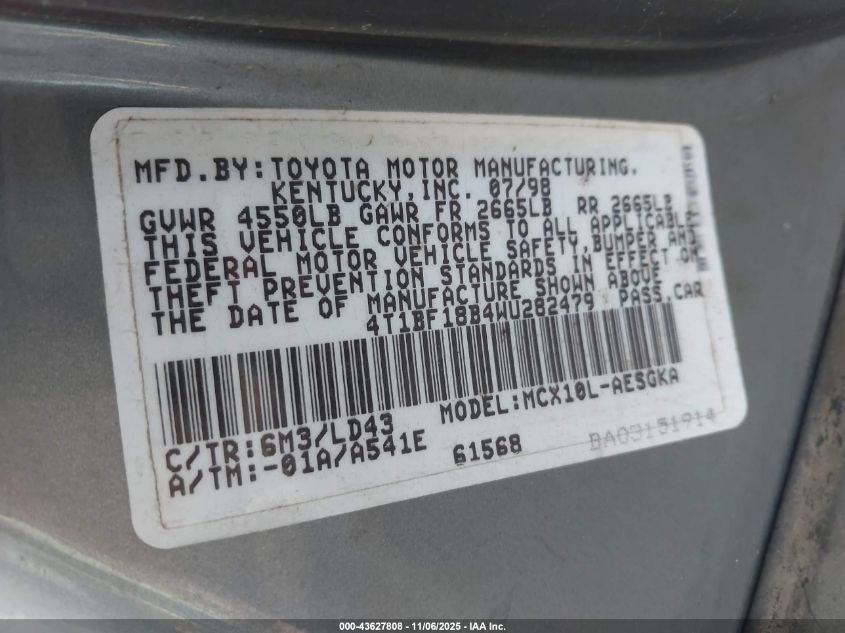 MFD.BY:TOYOTA MOTOR MANUFACTURING,
KENTUCKY,INC. 07/98
GVWR 4550LB GAWR FR 2665LB RR 2665LB
THIS VEHICLE CONFORMS TO ALL APPLICABLE
FEDERAL MOTOR VEHICLE SAFETY,BUMPER AND
THEFT PREVENTION STANDARDS IN EFFECT ON
THE DATE OF MANUFACTURE SHOWN ABOVE
4T1BF18B4WU282479 PASS.CAR
MODEL:MCX10L-AESGKA
C/TR:6M3/LD43
A/TM:-01A/A541E
61568
BA03151914
000-43627808 - 11/06/2025 - IAA Inc.